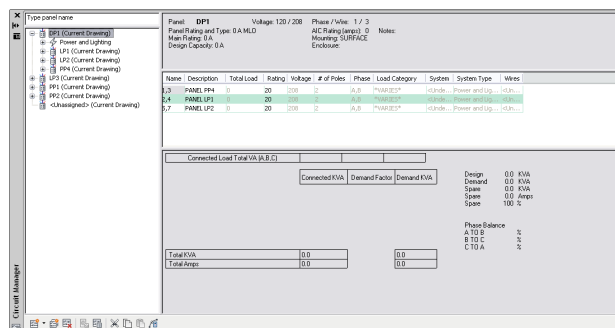 Type panel name
DP1 (Current Drawing)
Power and Lighting
LP1 (Current Drawing)
LP2 (Current Drawing)
PP4 (Current Drawing)
LP3 (Current Drawing)
PP1 (Current Drawing)
PP2 (Current Drawing)
<Unassigned> (Current Drawing)
Circuit Manager
Panel: DP1 Voltage: 120 / 208 Phase / Wire: 1 / 3
Panel Rating and Type: 0 A MLO AIC Rating (amps): 0 Notes:
Main Rating: 0 A Mounting: SURFACE
Design Capacity: 0 A Enclosure:
Name Description Total Load Rating Voltage # of Poles Phase Load Category System System Type Wires
1,3 PANEL PP4 0 20 208 2 A,B *VARIES* <Unde... Power and Lig... <Un...
2,4 PANEL LP1 0 20 208 2 A,B *VARIES* <Unde... Power and Lig... <Un...
5,7 PANEL LP2 0 20 208 2 A,B *VARIES* <Unde... Power and Lig... <Un...
Connected Load Total VA (A,B,C)
Connected KVA Demand Factor Demand KVA
Design 0.0 KVA
Demand 0.0 KVA
Spare 0.0 KVA
Spare 0.0 Amps
Spare 100 %
Phase Balance
A TO B %
B TO C %
C TO A %
Total KVA 0.0 0.0
Total Amps 0.0 0.0